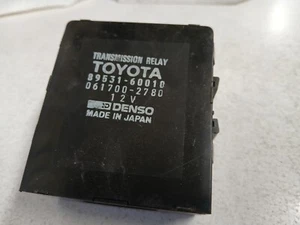 TRANSMISSION RELAY
TOYOTA
89531-60010
061700-2780
12V
DENSO
MADE IN JAPAN